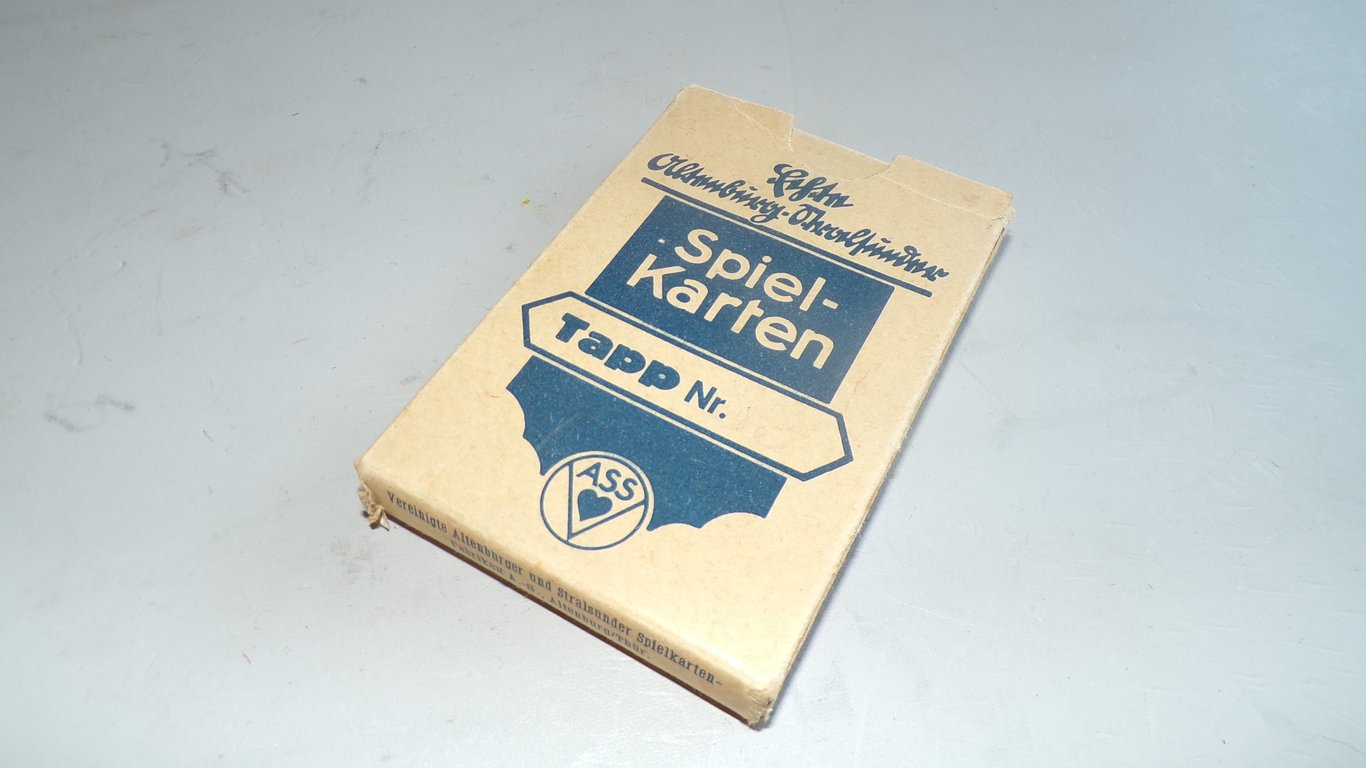 Echte
Altenburg-Stralsunder
Spiel-
Karten
Tapp Nr.
ASS
Vereinigte Altenburger und Stralsunder Spielkarten-
Fabriken A.-G., Altenburg/Thür.